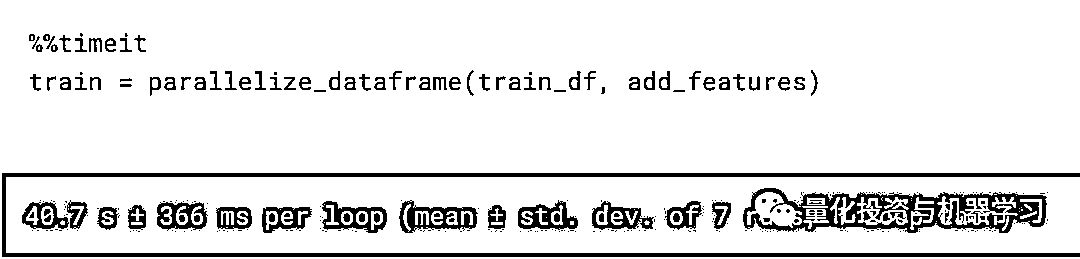 %%timeit
train = parallelize_dataframe(train_df, add_features)
40.7 s ± 366 ms per loop (mean ± std. dev. of 7
量化投资与机器学习